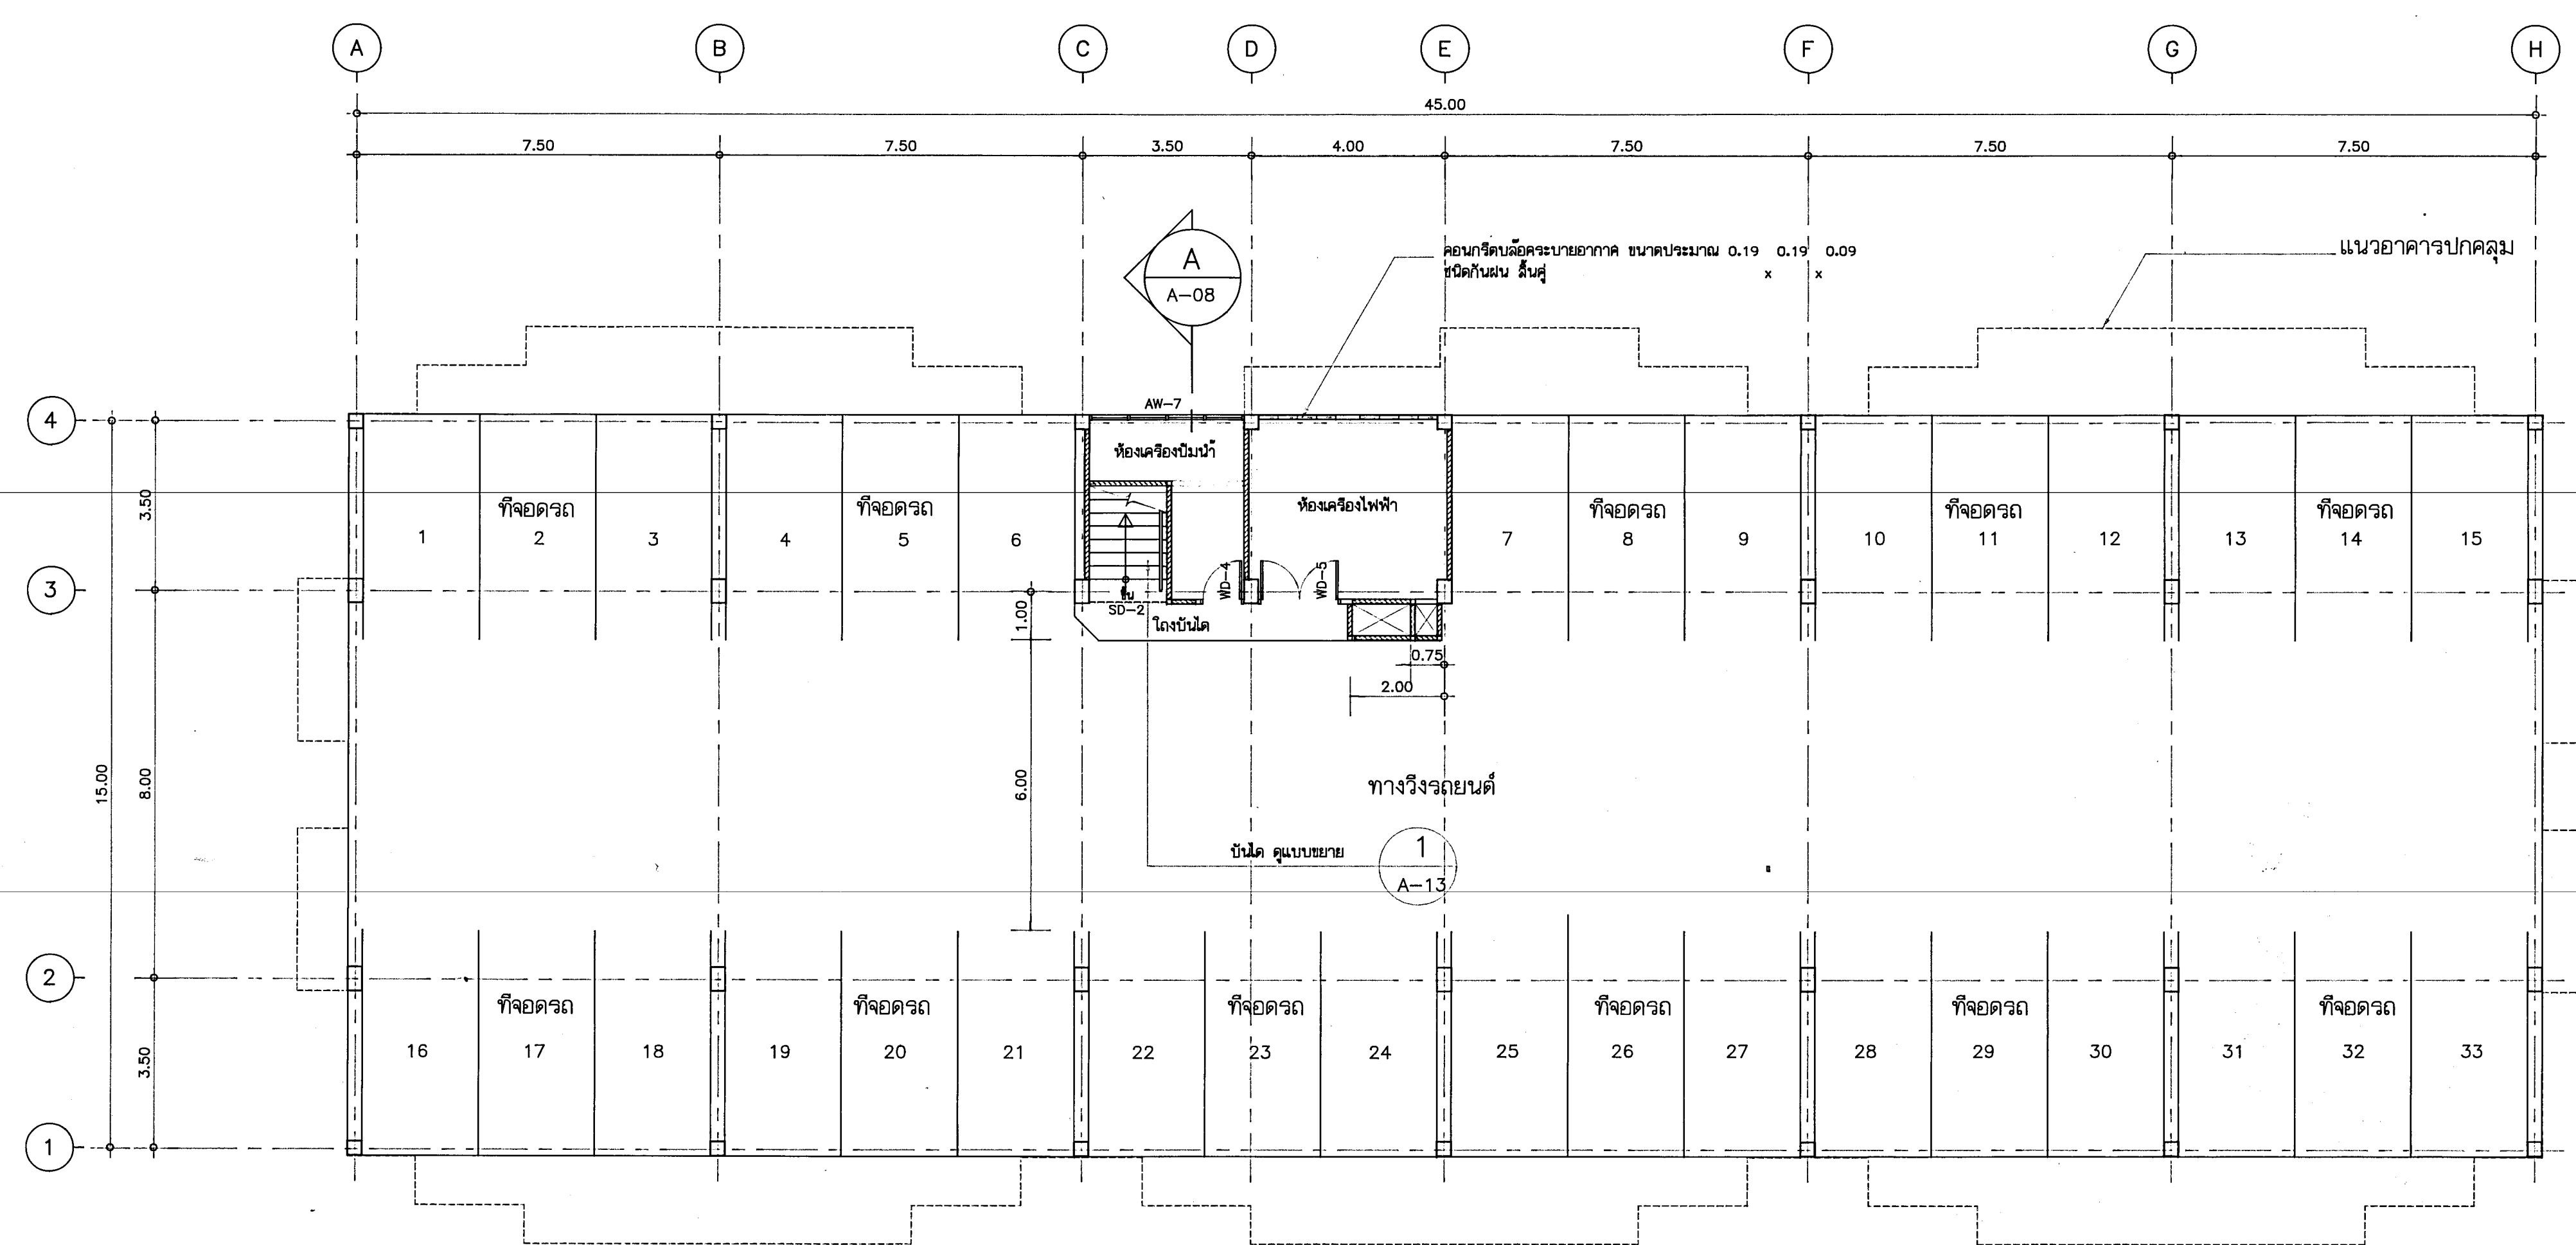 A B C D E F G H
45.00
7.50 7.50 3.50 4.00 7.50 7.50 7.50
A
A-08
คอนกรีตบล๊อคระบายอากาศ ขนาดประมาณ 0.19 x 0.19 x 0.09
ชนิดกันฝน ลิ้นคู่
แนวอาคารปกคลุม
4
AW-7
ห้องเครื่องปั๊มน้ำ
3.50
ที่จอดรถ ที่จอดรถ ห้องเครื่องไฟฟ้า ที่จอดรถ ที่จอดรถ ที่จอดรถ
1 2 3 4 5 6 7 8 9 10 11 12 13 14 15
3
WD-4 WD-5
ขึ้น
SD-2
1.00
โถงบันได
0.75
2.00
15.00 8.00 6.00
ทางวิ่งรถยนต์
บันได ดูแบบขยาย
1
A-13
2
ที่จอดรถ ที่จอดรถ ที่จอดรถ ที่จอดรถ ที่จอดรถ ที่จอดรถ
3.50
16 17 18 19 20 21 22 23 24 25 26 27 28 29 30 31 32 33
1